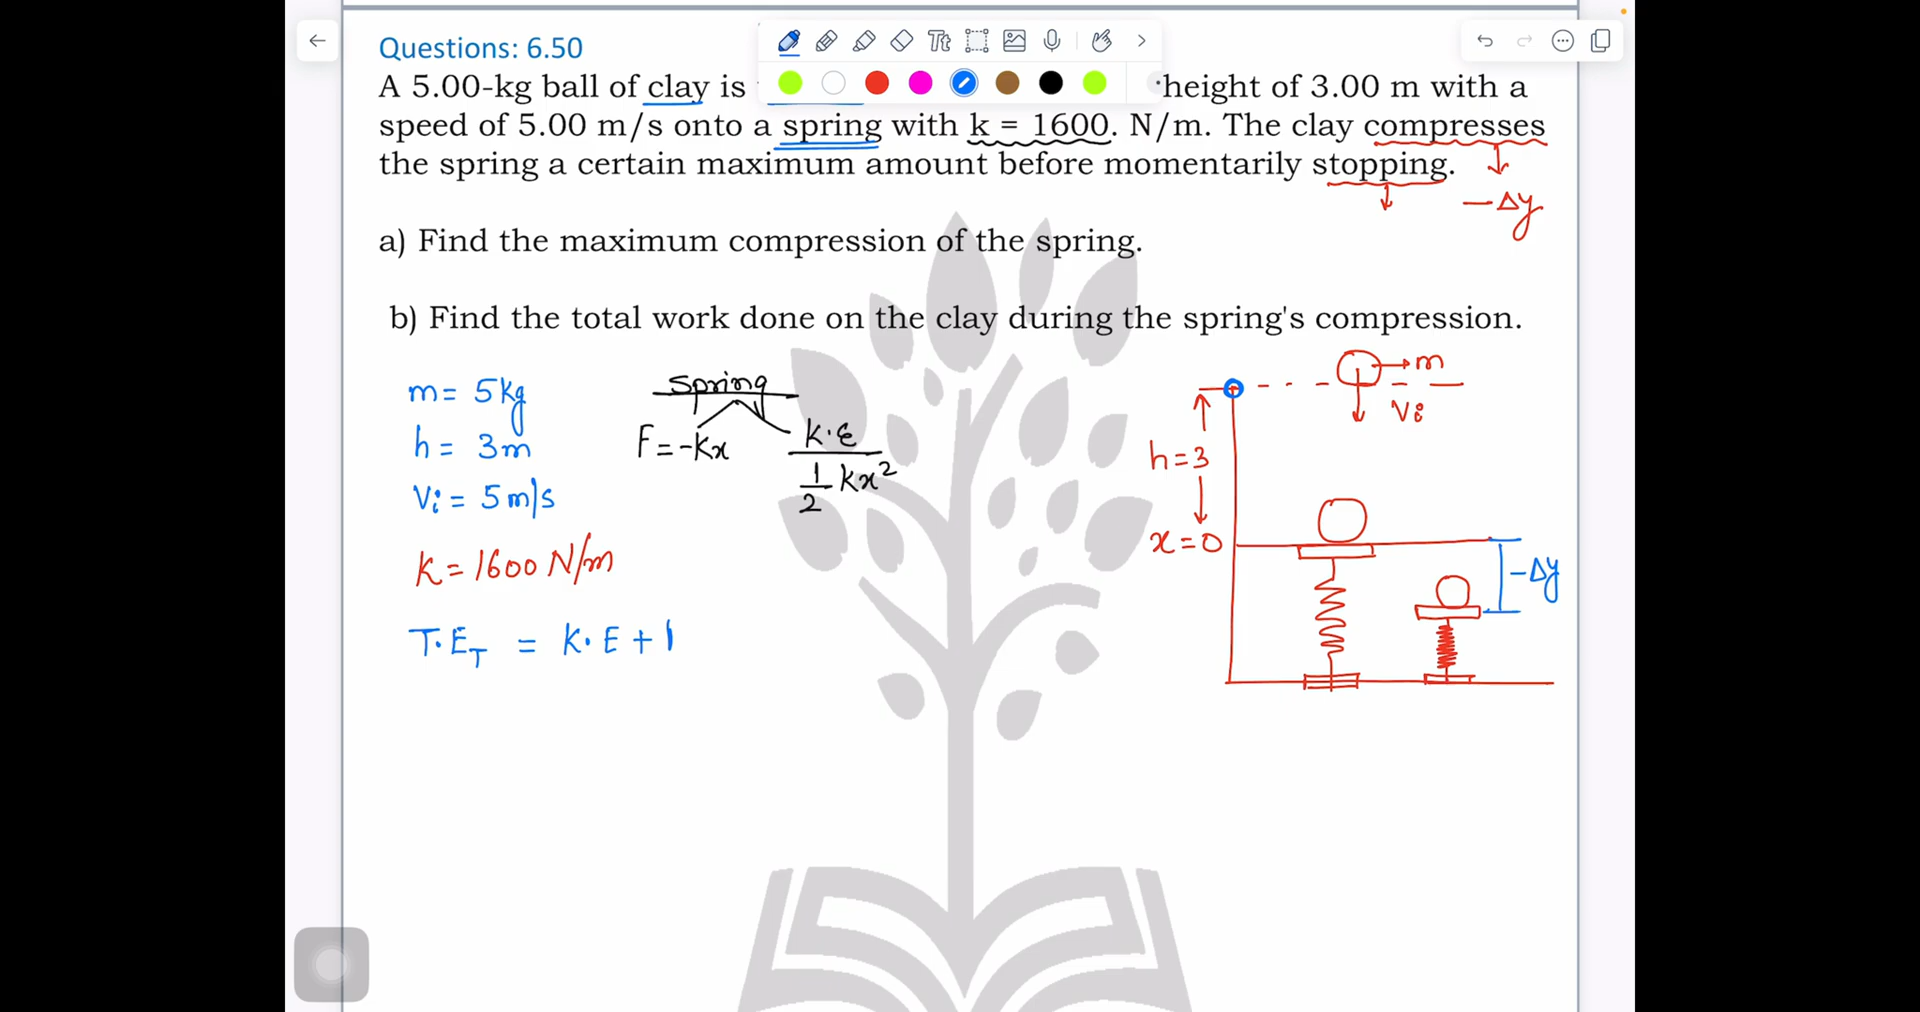 Questions: 6.50
Tt
A 5.00-kg ball of clay is height of 3.00 m with a
speed of 5.00 m/s onto a spring with k = 1600. N/m. The clay compresses
the spring a certain maximum amount before momentarily stopping.
-Δy
a) Find the maximum compression of the spring.
b) Find the total work done on the clay during the spring's compression.
m = 5kg
h = 3m
Vi = 5m/s
K = 1600 N/m
T.E_T = K.E +
Spring
F = -Kx
K.E
1/2 Kx²
m
Vi
h=3
x=0
-Δy